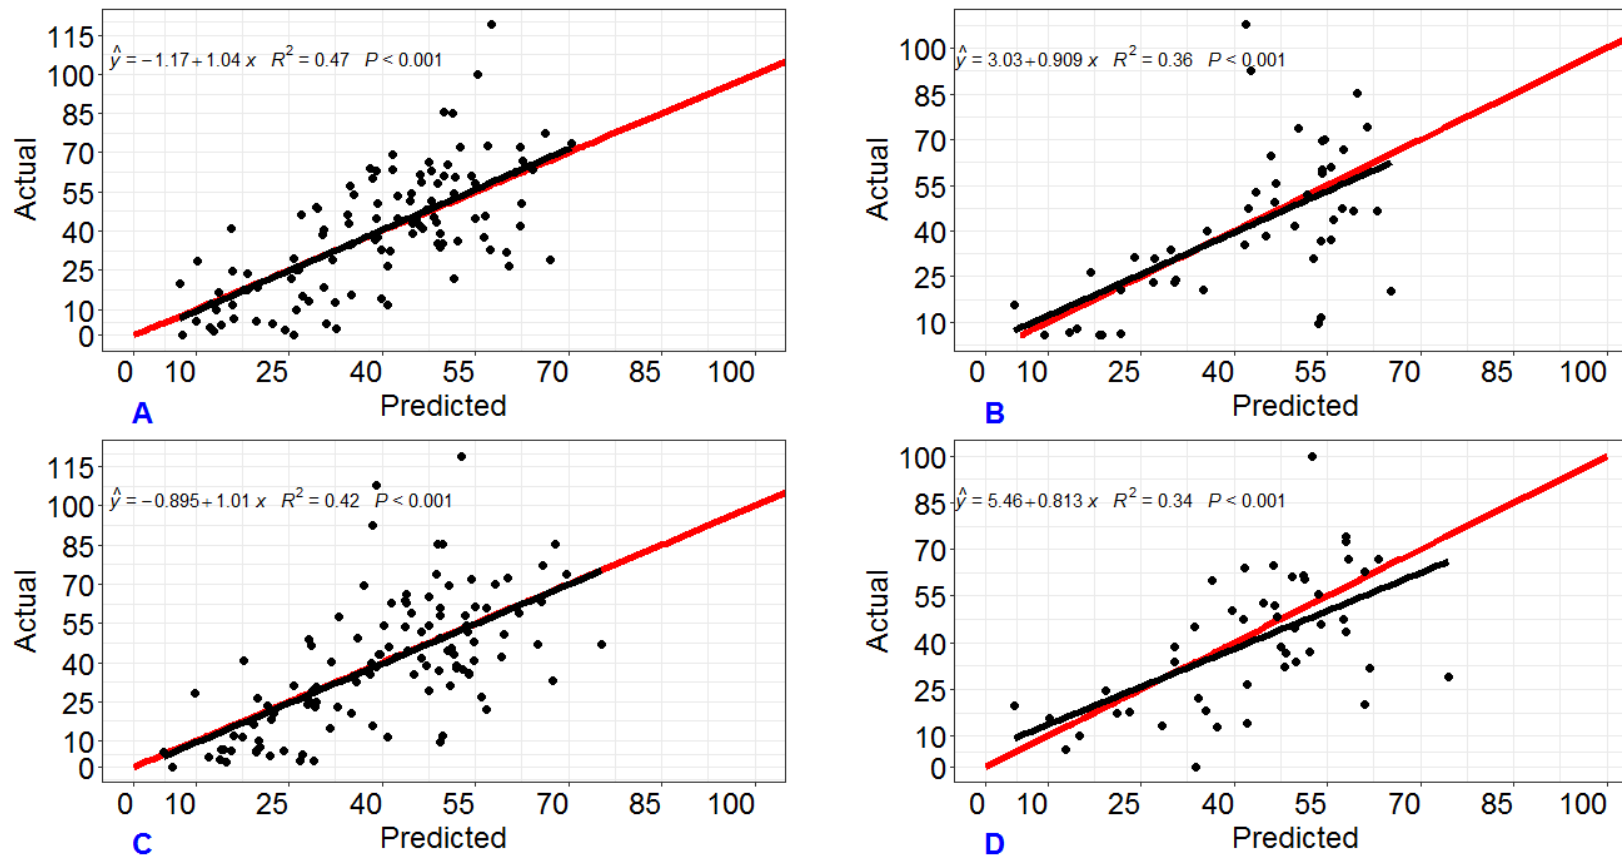 115
100
85
70
55
40
25
10
0
Actual
ŷ = −1.17+1.04 x R² = 0.47 P < 0.001
0 10 25 40 55 70 85 100
Predicted
A
100
85
70
55
40
25
10
Actual
ŷ = 3.03+0.909 x R² = 0.36 P < 0.001
0 10 25 40 55 70 85 100
Predicted
B
115
100
85
70
55
40
25
10
0
Actual
ŷ = −0.895+1.01 x R² = 0.42 P < 0.001
0 10 25 40 55 70 85 100
Predicted
C
100
85
70
55
40
25
10
0
Actual
ŷ = 5.46+0.813 x R² = 0.34 P < 0.001
0 10 25 40 55 70 85 100
Predicted
D